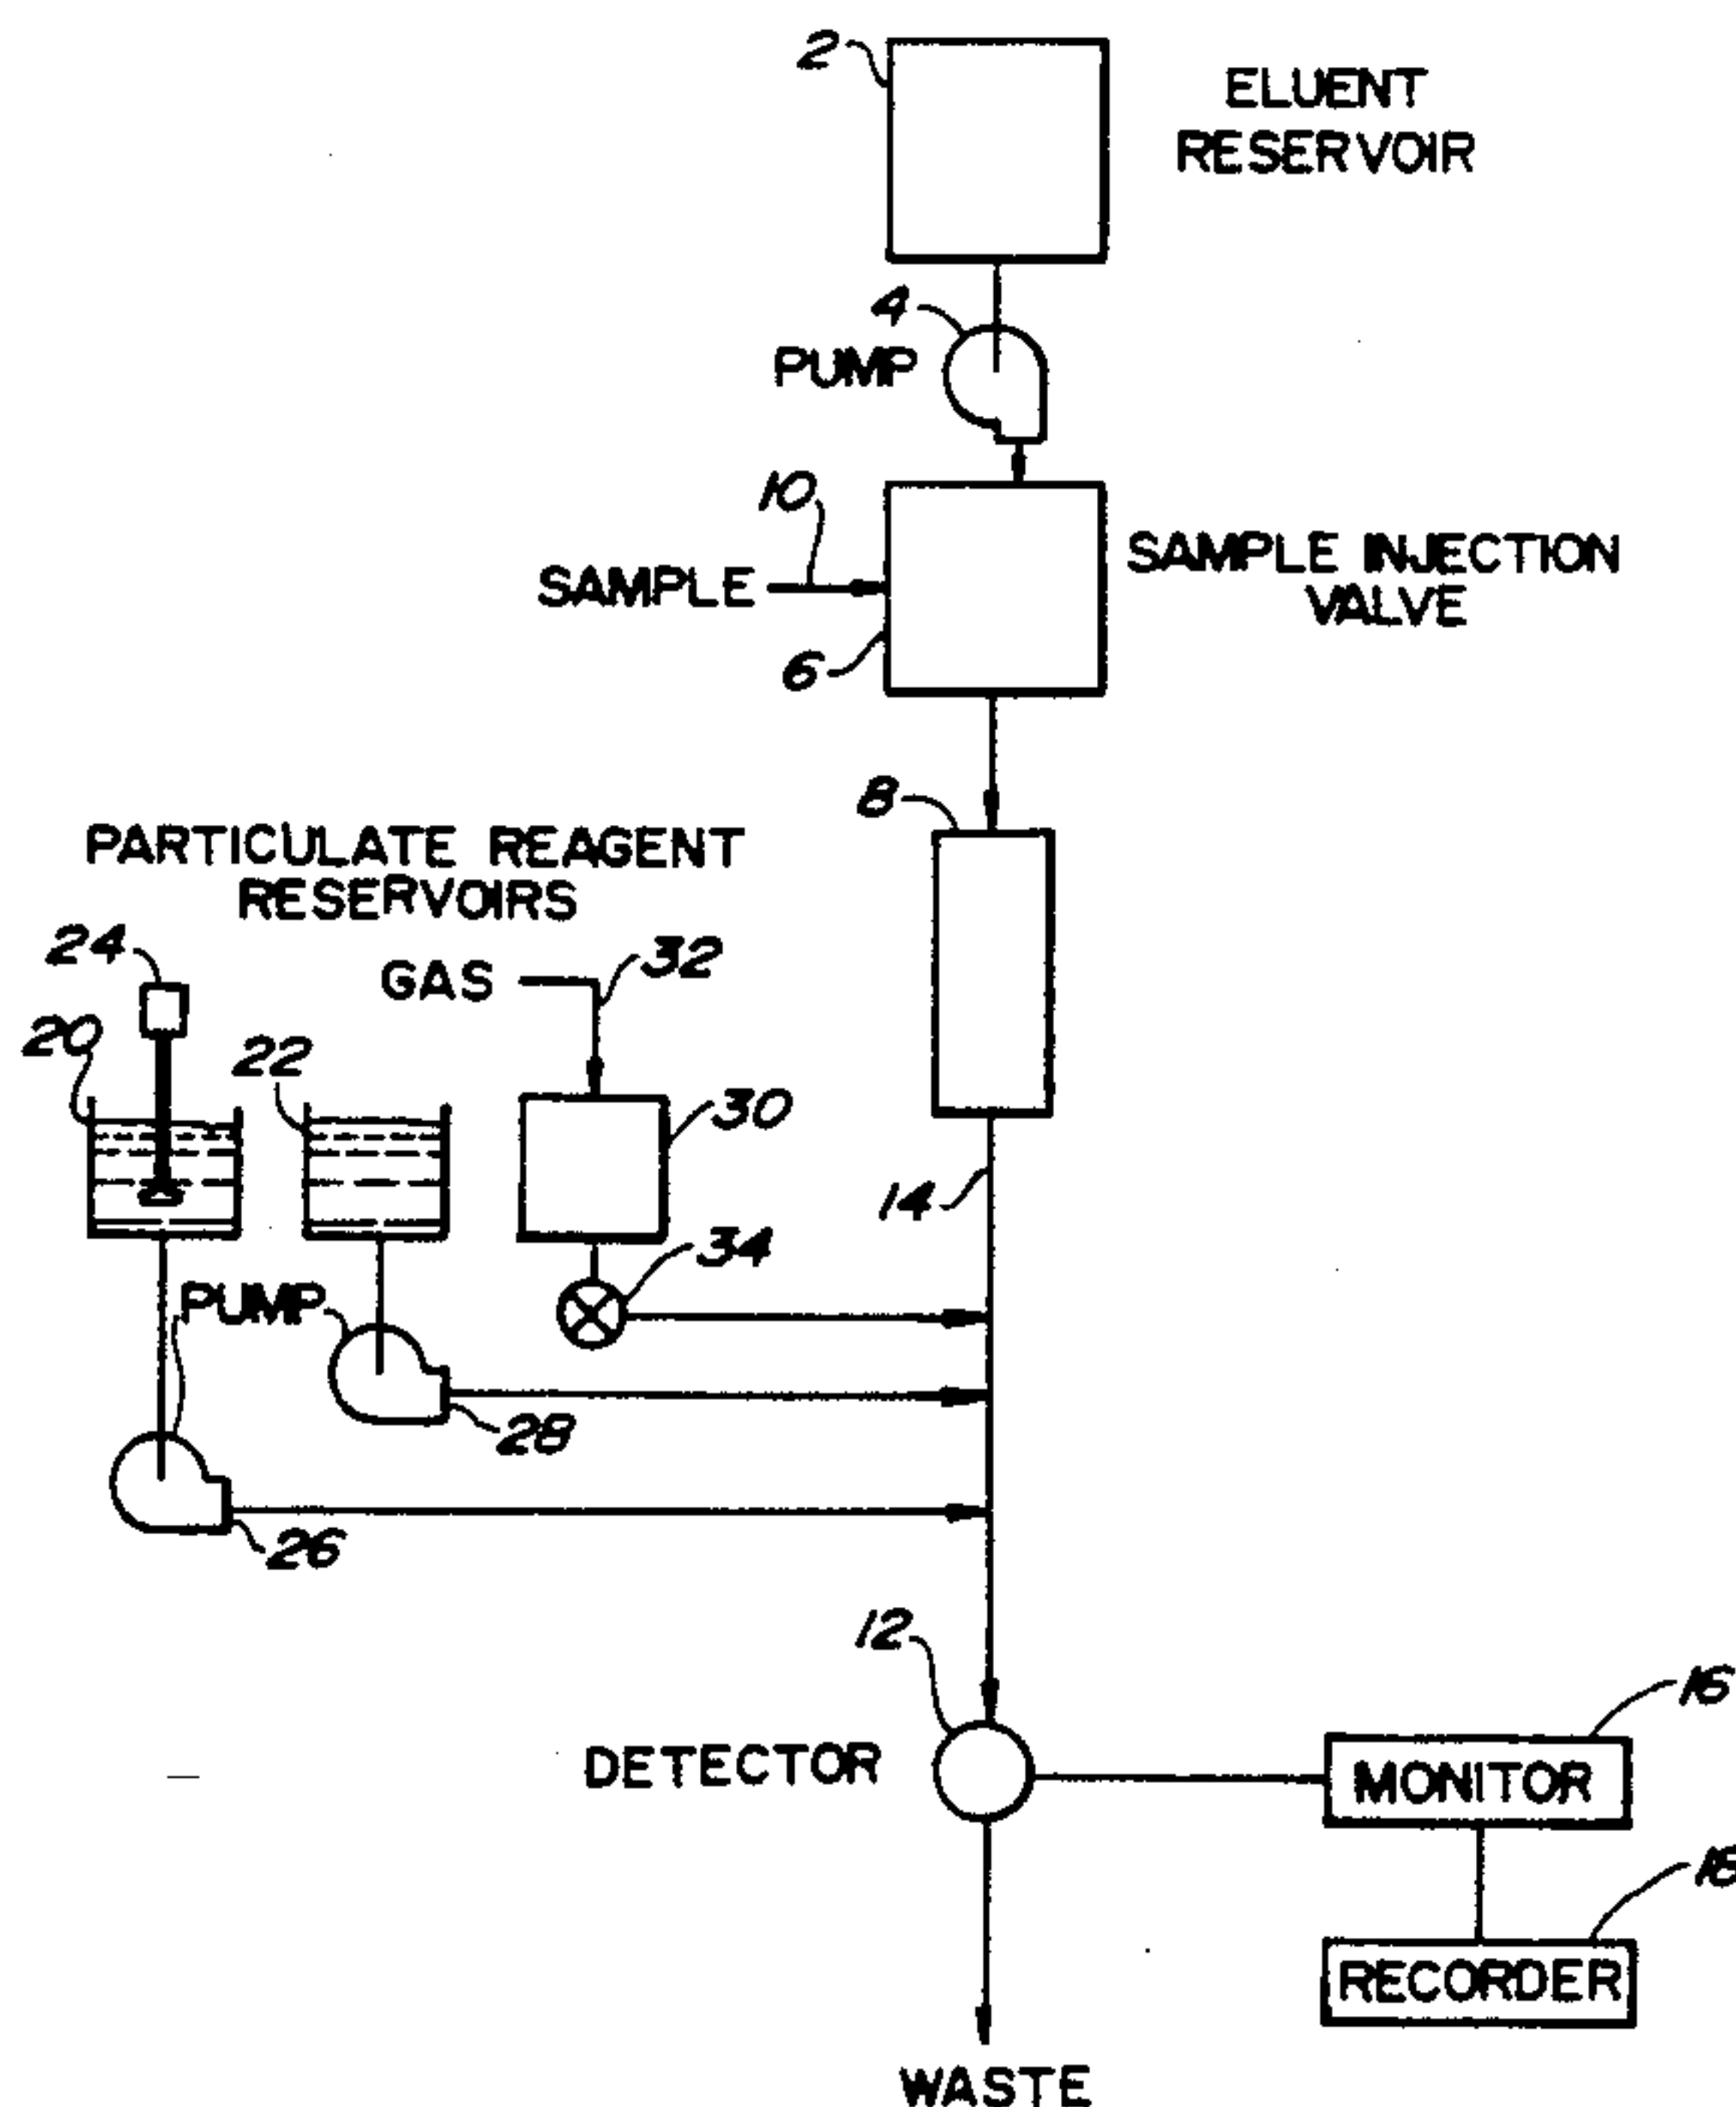 2
ELUENT
RESERVOIR
4
PUMP
10
SAMPLE
SAMPLE INJECTION
VALVE
6
8
PARTICULATE REAGENT
RESERVOIRS
24
GAS
32
20
22
30
14
34
PUMP
28
26
12
16
DETECTOR
MONITOR
18
RECORDER
WASTE